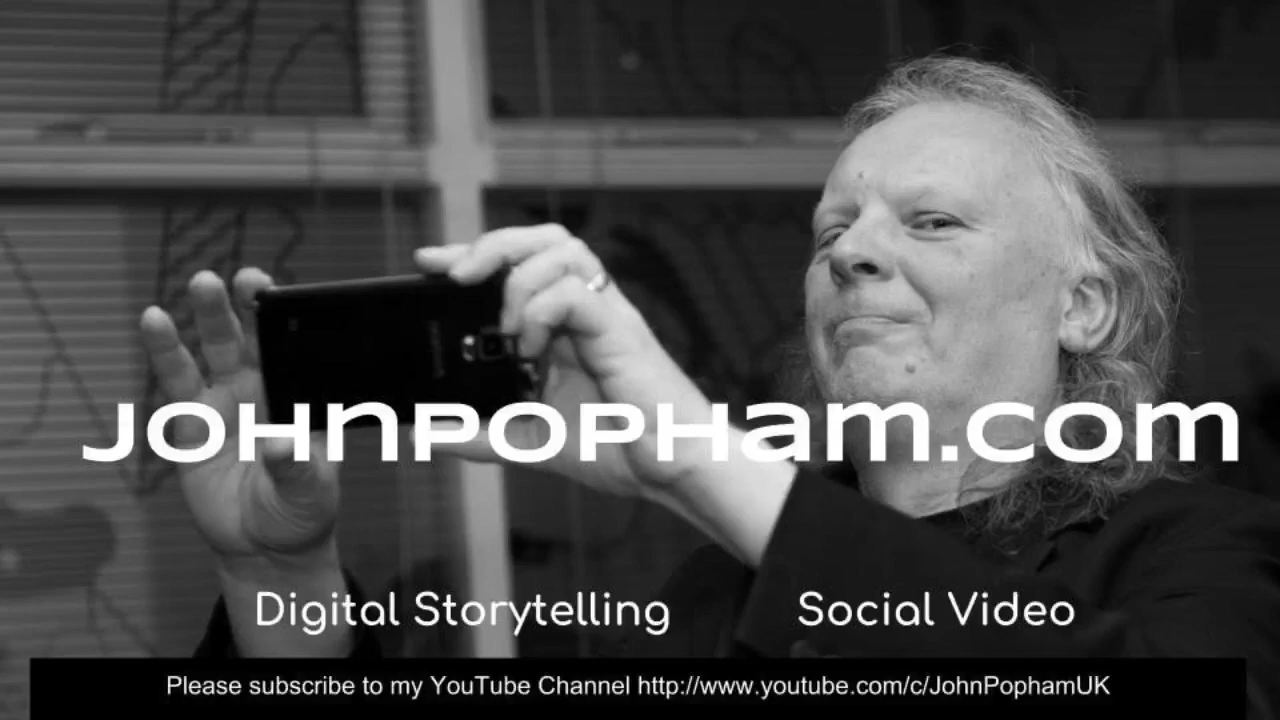 JOHNPOPHam.com
Digital Storytelling Social Video
Please subscribe to my YouTube Channel http://www.youtube.com/c/JohnPophamUK